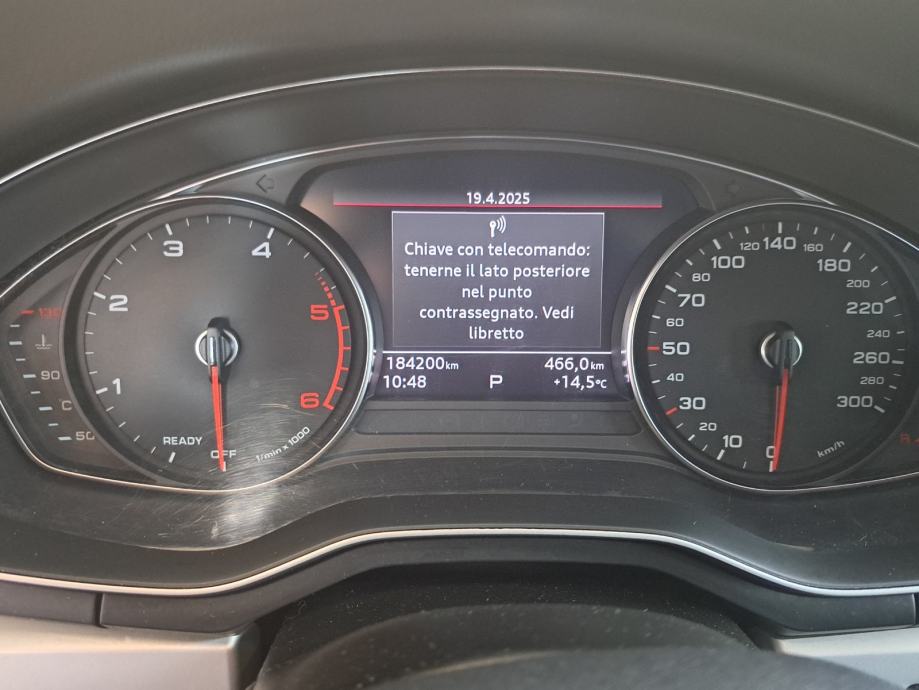 19.4.2025
Chiave con telecomando:
tenerne il lato posteriore
nel punto
contrassegnato. Vedi
libretto
184200km 466,0km
10:48 P +14,5°C
130
90
°C
50
1
2
3
4
5
6
READY
OFF
1/min x1000
0
10
20
30
40
50
60
70
80
100
120
140
160
180
200
220
240
260
280
300
km/h